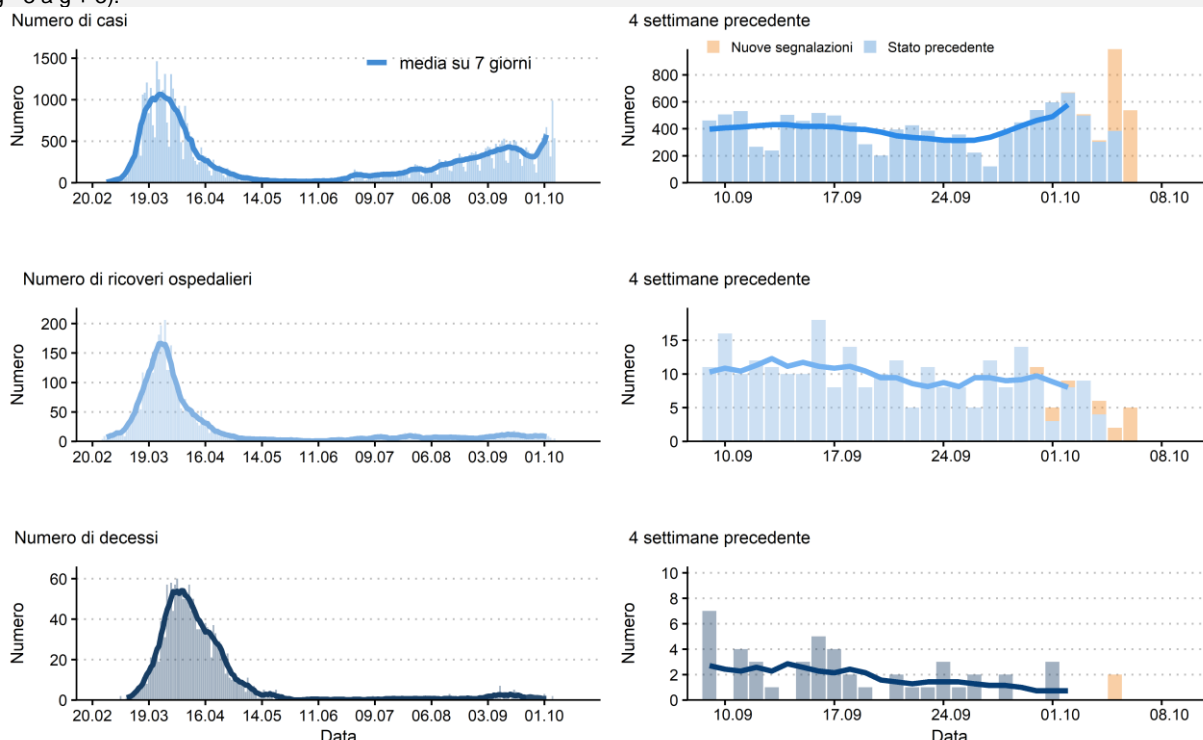 g - 3 a g + 3).
Numero di casi
4 settimane precedente
media su 7 giorni
Nuove segnalazioni Stato precedente
Numero
1500
1000
500
0
20.02 19.03 16.04 14.05 11.06 09.07 06.08 03.09 01.10
Numero
800
600
400
200
0
10.09 17.09 24.09 01.10 08.10
Numero di ricoveri ospedalieri
4 settimane precedente
Numero
200
150
100
50
0
20.02 19.03 16.04 14.05 11.06 09.07 06.08 03.09 01.10
Numero
15
10
5
0
10.09 17.09 24.09 01.10 08.10
Numero di decessi
4 settimane precedente
Numero
60
40
20
0
20.02 19.03 16.04 14.05 11.06 09.07 06.08 03.09 01.10
Data
Numero
10
8
6
4
2
0
10.09 17.09 24.09 01.10 08.10
Data